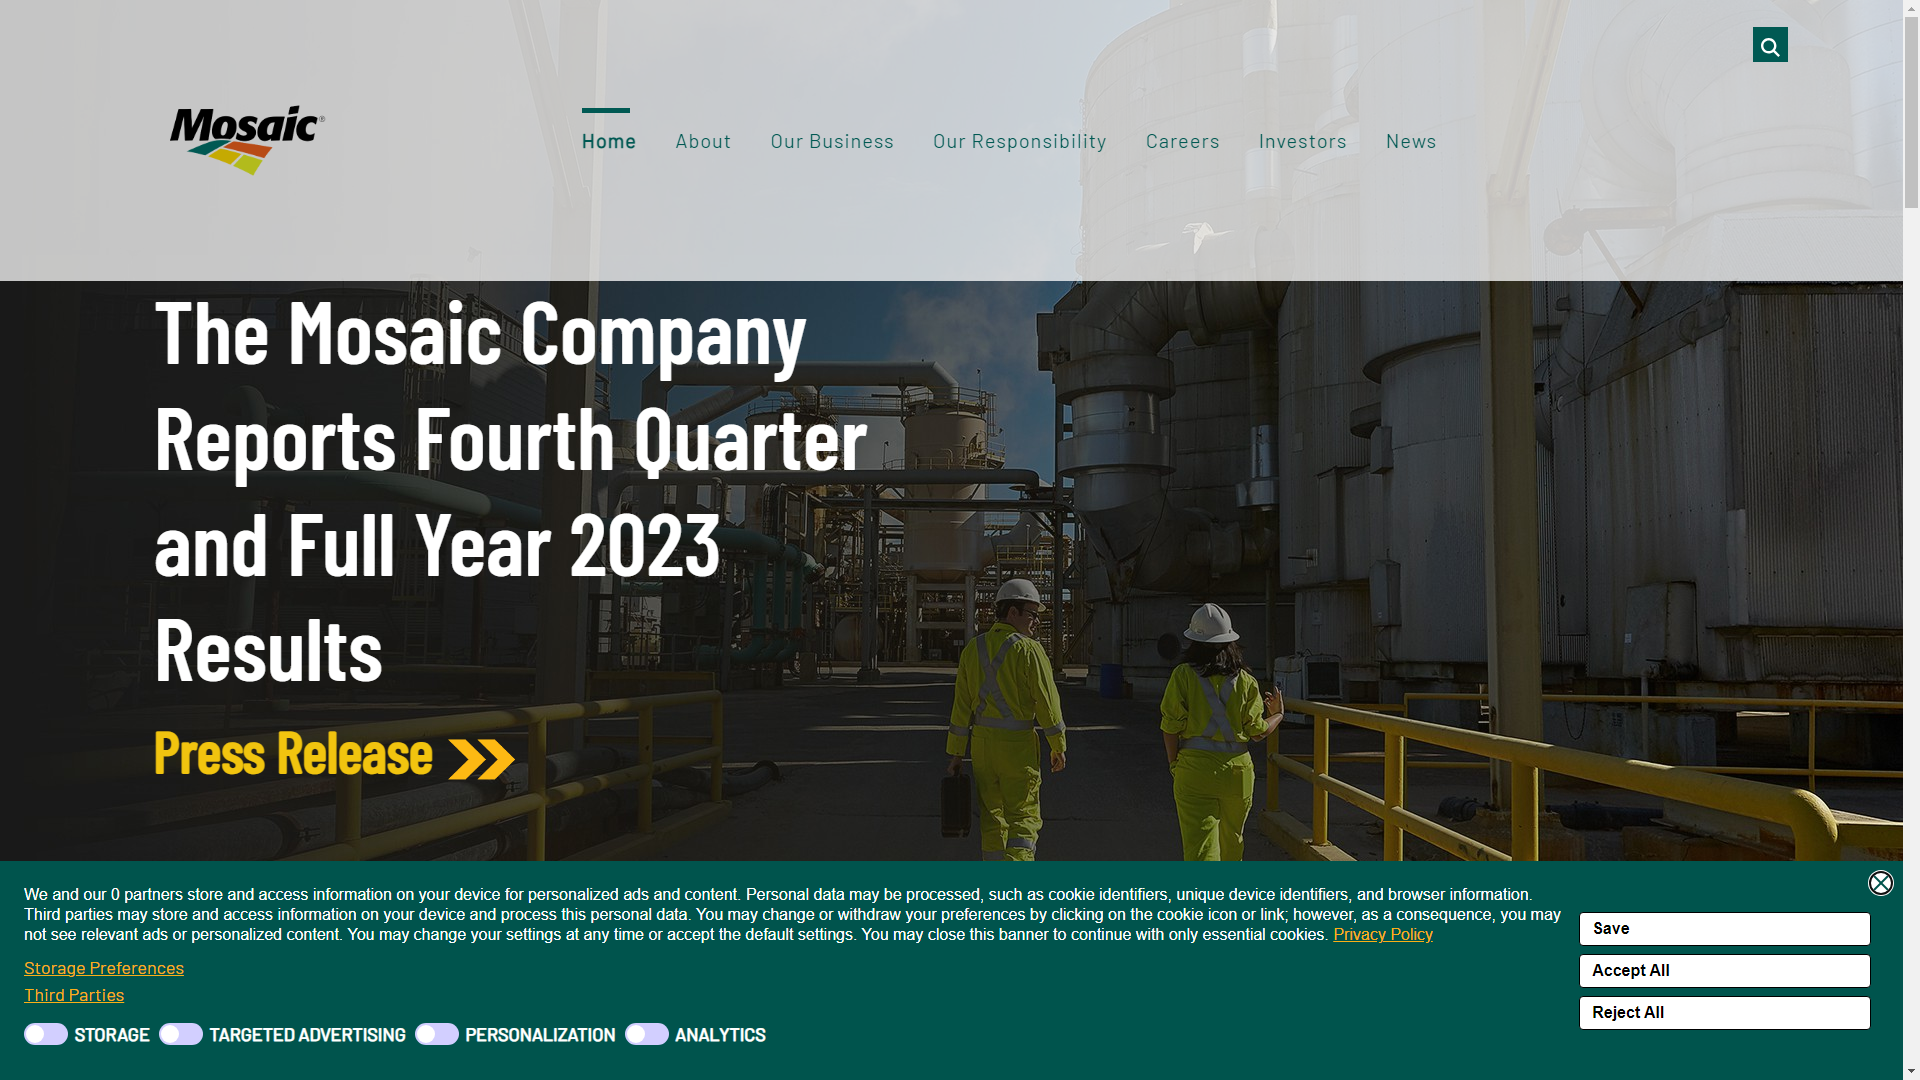 Mosaic®
Home About Our Business Our Responsibility Careers Investors News
The Mosaic Company
Reports Fourth Quarter
and Full Year 2023
Results
Press Release
We and our 0 partners store and access information on your device for personalized ads and content. Personal data may be processed, such as cookie identifiers, unique device identifiers, and browser information.
Third parties may store and access information on your device and process this personal data. You may change or withdraw your preferences by clicking on the cookie icon or link; however, as a consequence, you may
not see relevant ads or personalized content. You may change your settings at any time or accept the default settings. You may close this banner to continue with only essential cookies. Privacy Policy
Storage Preferences
Third Parties
STORAGE TARGETED ADVERTISING PERSONALIZATION ANALYTICS
Save
Accept All
Reject All